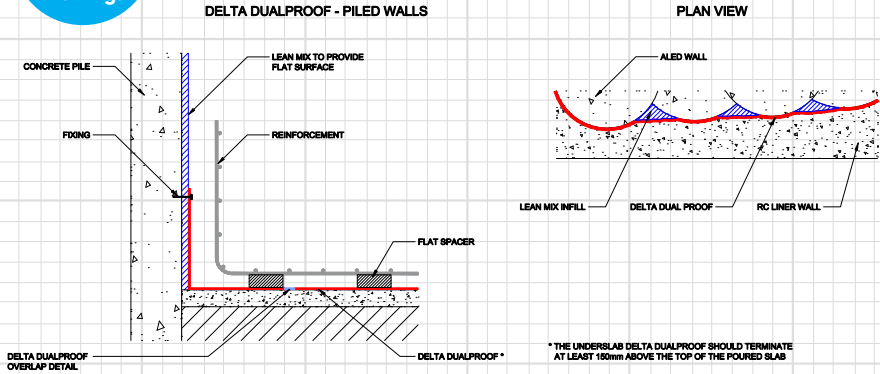 DELTA DUALPROOF - PILED WALLS
PLAN VIEW
CONCRETE PILE
LEAN MIX TO PROVIDE
FLAT SURFACE
ALED WALL
FIXING
REINFORCEMENT
LEAN MIX INFILL
DELTA DUAL PROOF
RC LINER WALL
FLAT SPACER
DELTA DUALPROOF
OVERLAP DETAIL
DELTA DUALPROOF *
* THE UNDERSLAB DELTA DUALPROOF SHOULD TERMINATE
AT LEAST 150mm ABOVE THE TOP OF THE POURED SLAB